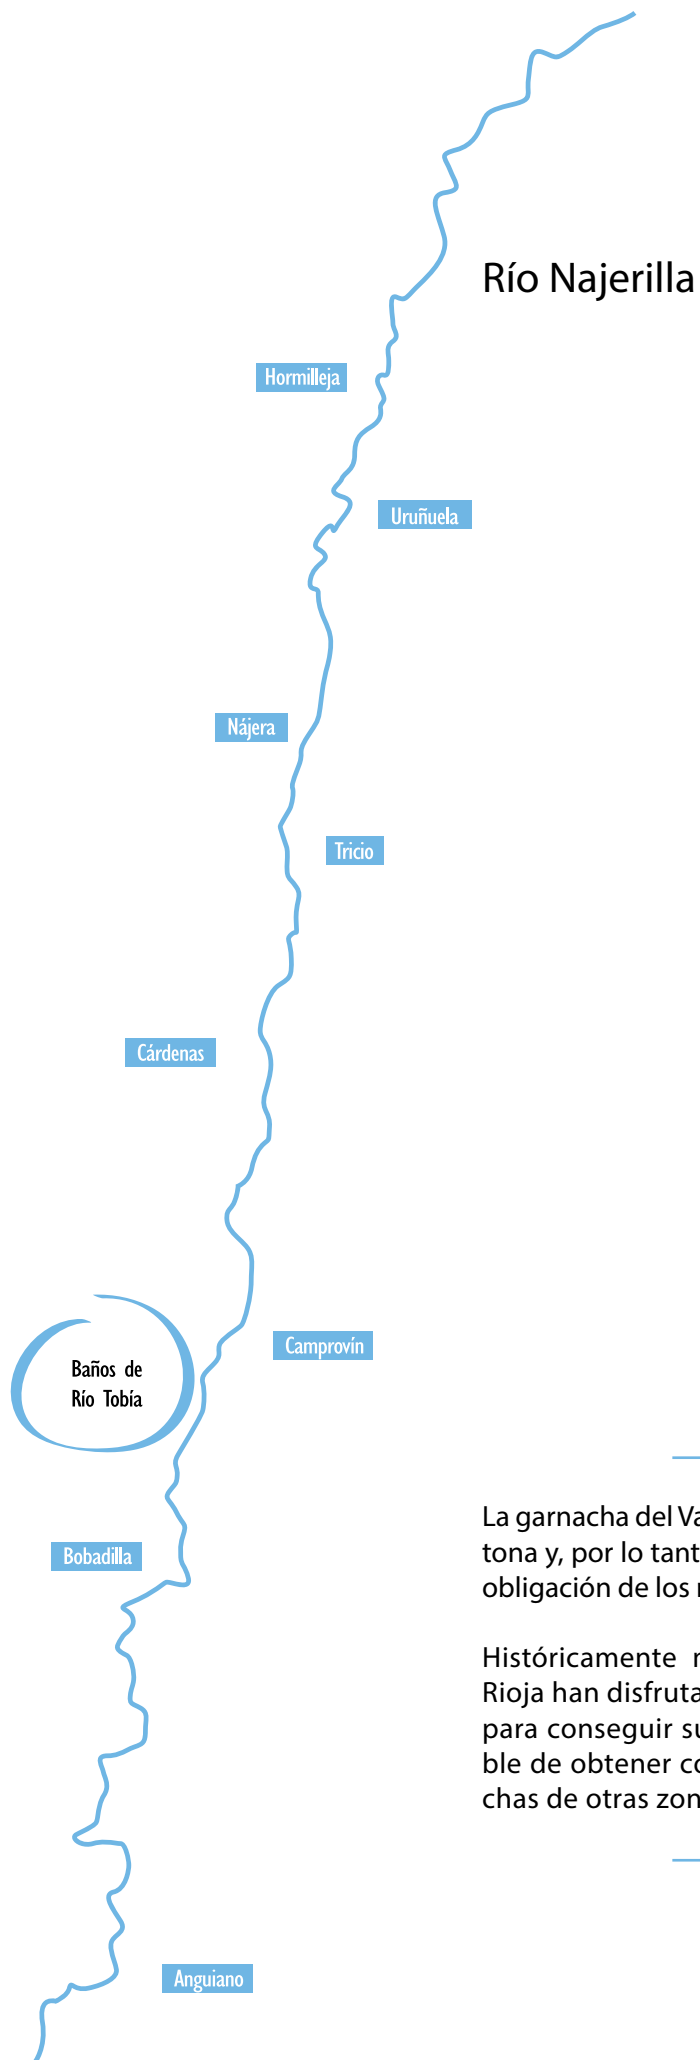 Río Najerilla
Hormilleja
Uruñuela
Nájera
Tricio
Cárdenas
Camprovín
Baños de
Río Tobía
Bobadilla
La garnacha del Va
tona y, por lo tant
obligación de los
Históricamente
Rioja han disfruta
para conseguir su
ble de obtener co
chas de otras zon
Anguiano